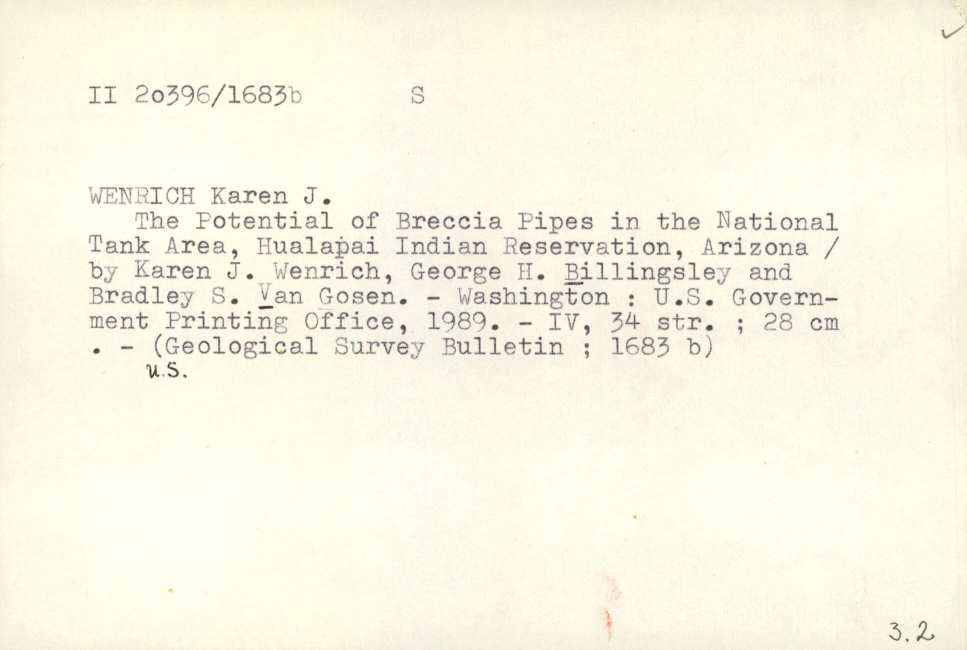 II 2o396/1683b S
WENRICH Karen J.
The Potential of Breccia Pipes in the National
Tank Area, Hualapai Indian Reservation, Arizona /
by Karen J. Wenrich, George H. Billingsley and
Bradley S. Van Gosen. - Washington : U.S. Govern-
ment Printing Office, 1989. - IV, 34 str. ; 28 cm
. - (Geological Survey Bulletin ; 1683 b)
U.S.
3.2